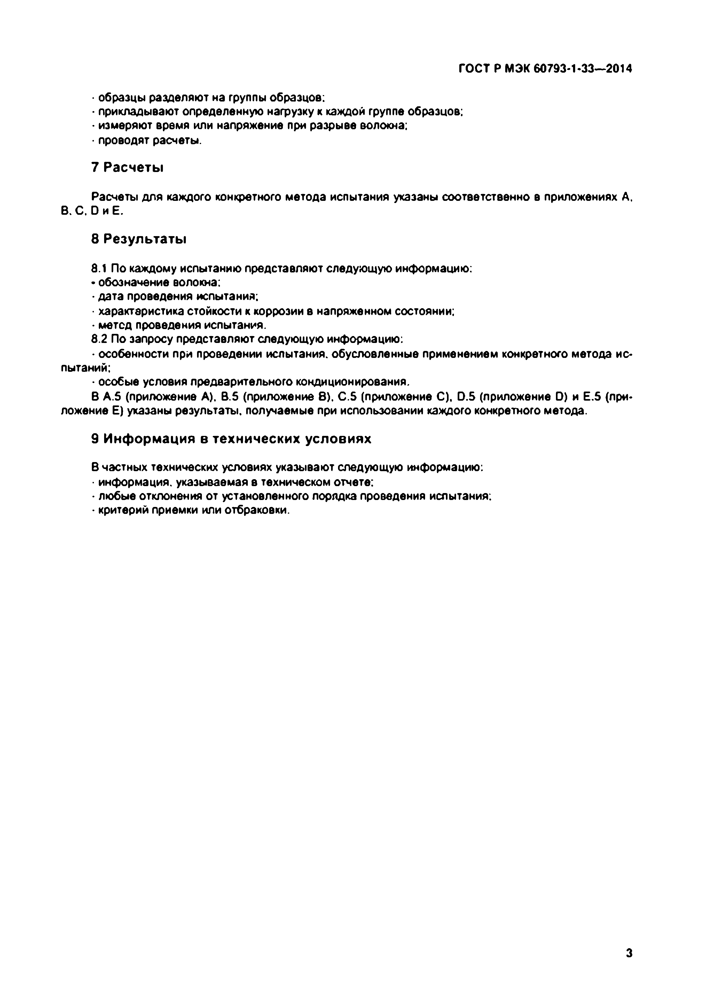 ГОСТ Р МЭК 60793-1-33—2014
- образцы разделяют на группы образцов;
- прикладывают определенную нагрузку к каждой группе образцов;
- измеряют время или напряжение при разрыве волокна;
- проводят расчеты.
7 Расчеты
Расчеты для каждого конкретного метода испытания указаны соответственно в приложениях А,
В, С, D и Е.
8 Результаты
8.1 По каждому испытанию представляют следующую информацию:
- обозначение волокна;
- дата проведения испытания;
- характеристика стойкости к коррозии в напряженном состоянии;
- метод проведения испытания.
8.2 По запросу представляют следующую информацию:
- особенности при проведении испытания, обусловленные применением конкретного метода ис-
пытаний;
- особые условия предварительного кондиционирования.
В А.5 (приложение А), В.5 (приложение В), С.5 (приложение С), D.5 (приложение D) и Е.5 (при-
ложение Е) указаны результаты, получаемые при использовании каждого конкретного метода.
9 Информация в технических условиях
В частных технических условиях указывают следующую информацию:
- информация, указываемая в техническом отчете;
- любые отклонения от установленного порядка проведения испытания;
- критерий приемки или отбраковки.
3